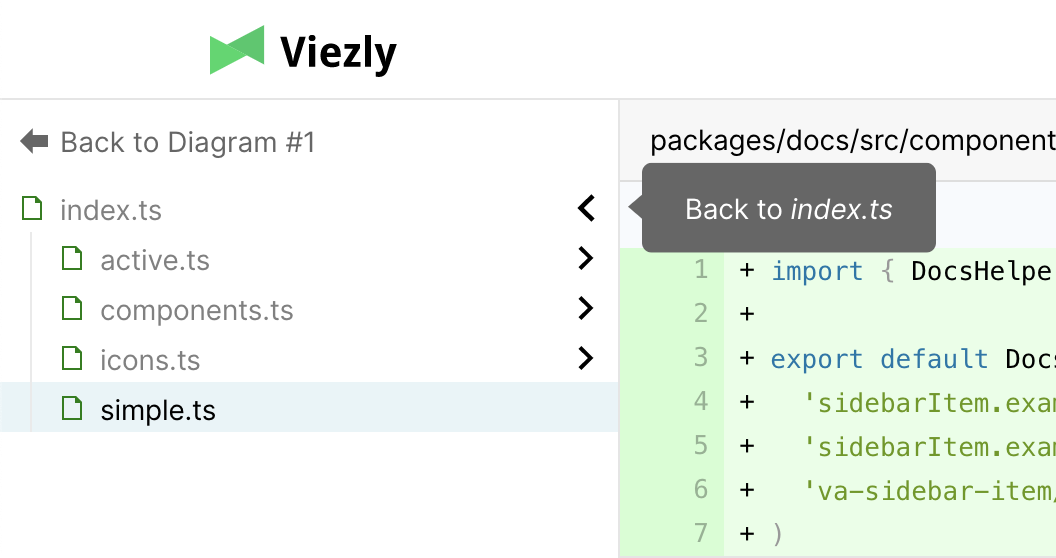 Viezly
Back to Diagram #1
index.ts
active.ts
components.ts
icons.ts
simple.ts
packages/docs/src/component
Back to index.ts
1 + import { DocsHelpe
2 +
3 + export default Docs
4 + 'sidebarItem.exam
5 + 'sidebarItem.exam
6 + 'va-sidebar-item/
7 + )